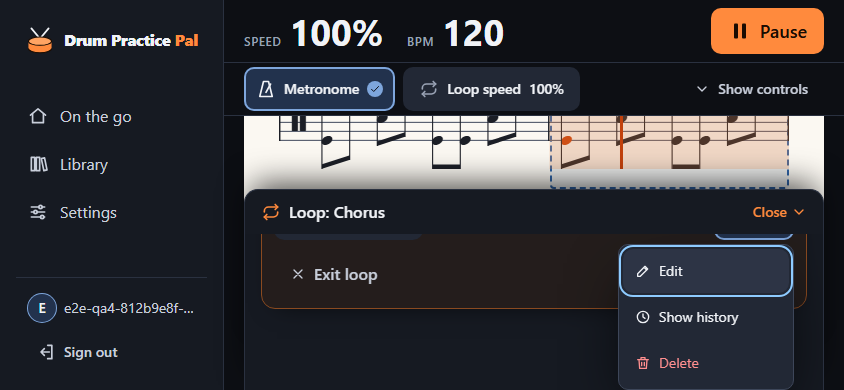 Drum Practice Pal
SPEED 100% BPM 120
Pause
Metronome
Loop speed 100%
Show controls
On the go
Library
Settings
Loop: Chorus
Close
Exit loop
Edit
Show history
Delete
E
e2e-qa4-812b9e8f-...
Sign out